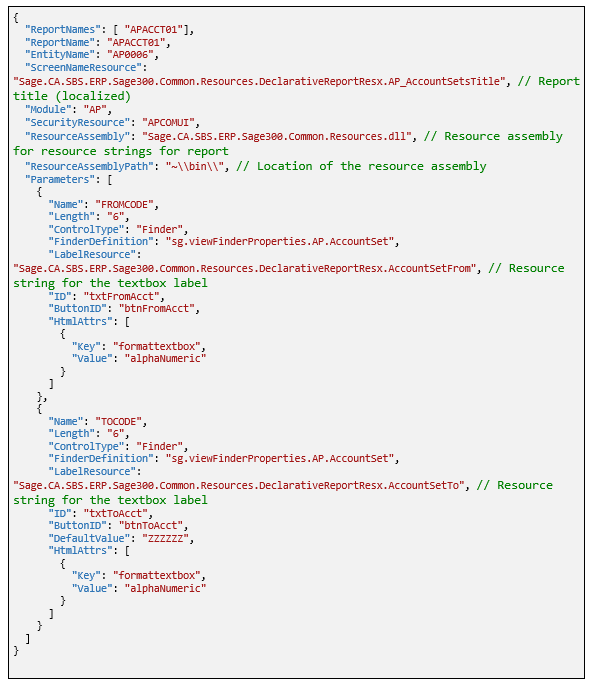 {
  "ReportNames": [ "APACCT01"],
  "ReportName": "APACCT01",
  "EntityName": "AP0006",
  "ScreenNameResource":
"Sage.CA.SBS.ERP.Sage300.Common.Resources.DeclarativeReportResx.AP_AccountSetsTitle", // Report
title (localized)
  "Module": "AP",
  "SecurityResource": "APCOMUI",
  "ResourceAssembly": "Sage.CA.SBS.ERP.Sage300.Common.Resources.dll", // Resource assembly
for resource strings for report
  "ResourceAssemblyPath": "~\\bin\\", // Location of the resource assembly
  "Parameters": [
    {
      "Name": "FROMCODE",
      "Length": "6",
      "ControlType": "Finder",
      "FinderDefinition": "sg.viewFinderProperties.AP.AccountSet",
      "LabelResource":
"Sage.CA.SBS.ERP.Sage300.Common.Resources.DeclarativeReportResx.AccountSetFrom", // Resource
string for the textbox label
      "ID": "txtFromAcct",
      "ButtonID": "btnFromAcct",
      "HtmlAttrs": [
        {
          "Key": "formattextbox",
          "Value": "alphaNumeric"
        }
      ]
    },
    {
      "Name": "TOCODE",
      "Length": "6",
      "ControlType": "Finder",
      "FinderDefinition": "sg.viewFinderProperties.AP.AccountSet",
      "LabelResource":
"Sage.CA.SBS.ERP.Sage300.Common.Resources.DeclarativeReportResx.AccountSetTo", // Resource
string for the textbox label
      "ID": "txtToAcct",
      "ButtonID": "btnToAcct",
      "DefaultValue": "ZZZZZZ",
      "HtmlAttrs": [
        {
          "Key": "formattextbox",
          "Value": "alphaNumeric"
        }
      ]
    }
  ]
}